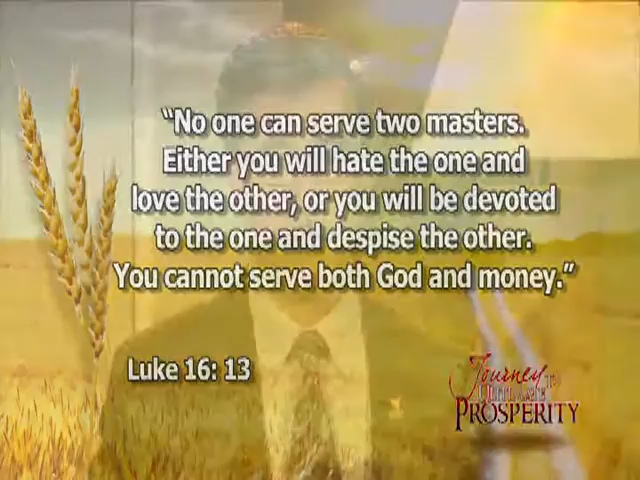 “No one can serve two masters.
Either you will hate the one and
love the other, or you will be devoted
to the one and despise the other.
You cannot serve both God and money.”
Luke 16: 13
Journey TO
ULTIMATE
PROSPERITY